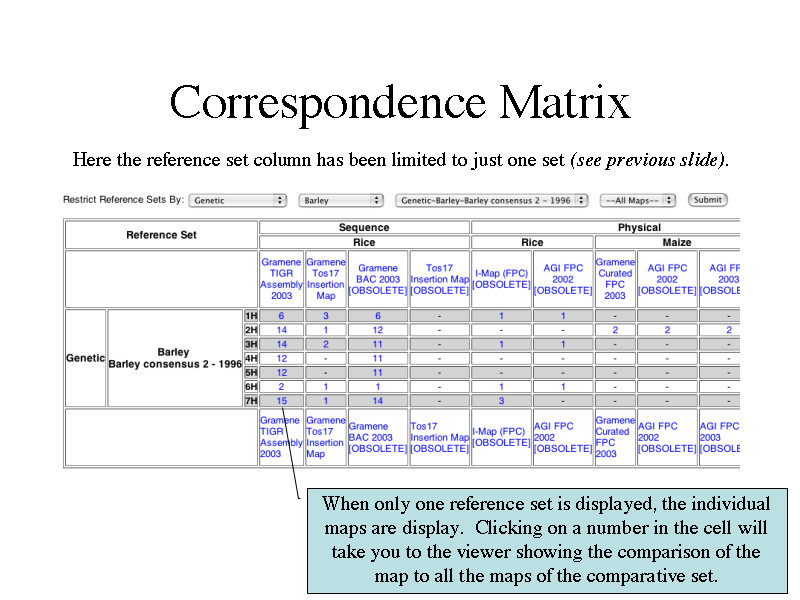 Correspondence Matrix
Here the reference set column has been limited to just one set (see previous slide).
Restrict Reference Sets By: Genetic Barley Genetic-Barley-Barley consensus 2 - 1996 --All Maps-- Submit
Reference Set Sequence Physical
Rice Rice Maize
Gramene TIGR Assembly 2003 Gramene Tos17 Insertion Map Gramene BAC 2003 [OBSOLETE] Tos17 Insertion Map [OBSOLETE] I-Map (FPC) [OBSOLETE] AGI FPC 2002 [OBSOLETE] Gramene Curated FPC 2003 AGI FPC 2002 [OBSOLETE] AGI FP 2003 [OBSOLE
Genetic Barley Barley consensus 2 - 1996
1H 6 3 6 - 1 1 - - -
2H 14 1 12 - - - 2 2 2
3H 14 2 11 - 1 1 - - -
4H 12 - 11 - - - - - -
5H 12 - 11 - - - - - -
6H 2 1 1 - 1 1 - - -
7H 15 1 14 - 3 - - - -
Gramene TIGR Assembly 2003 Gramene Tos17 Insertion Map Gramene BAC 2003 [OBSOLETE] Tos17 Insertion Map [OBSOLETE] I-Map (FPC) [OBSOLETE] AGI FPC 2002 [OBSOLETE] Gramene Curated FPC 2003 AGI FPC 2002 [OBSOLETE] AGI FPC 2003 [OBSOLE
When only one reference set is displayed, the individual
maps are display. Clicking on a number in the cell will
take you to the viewer showing the comparison of the
map to all the maps of the comparative set.